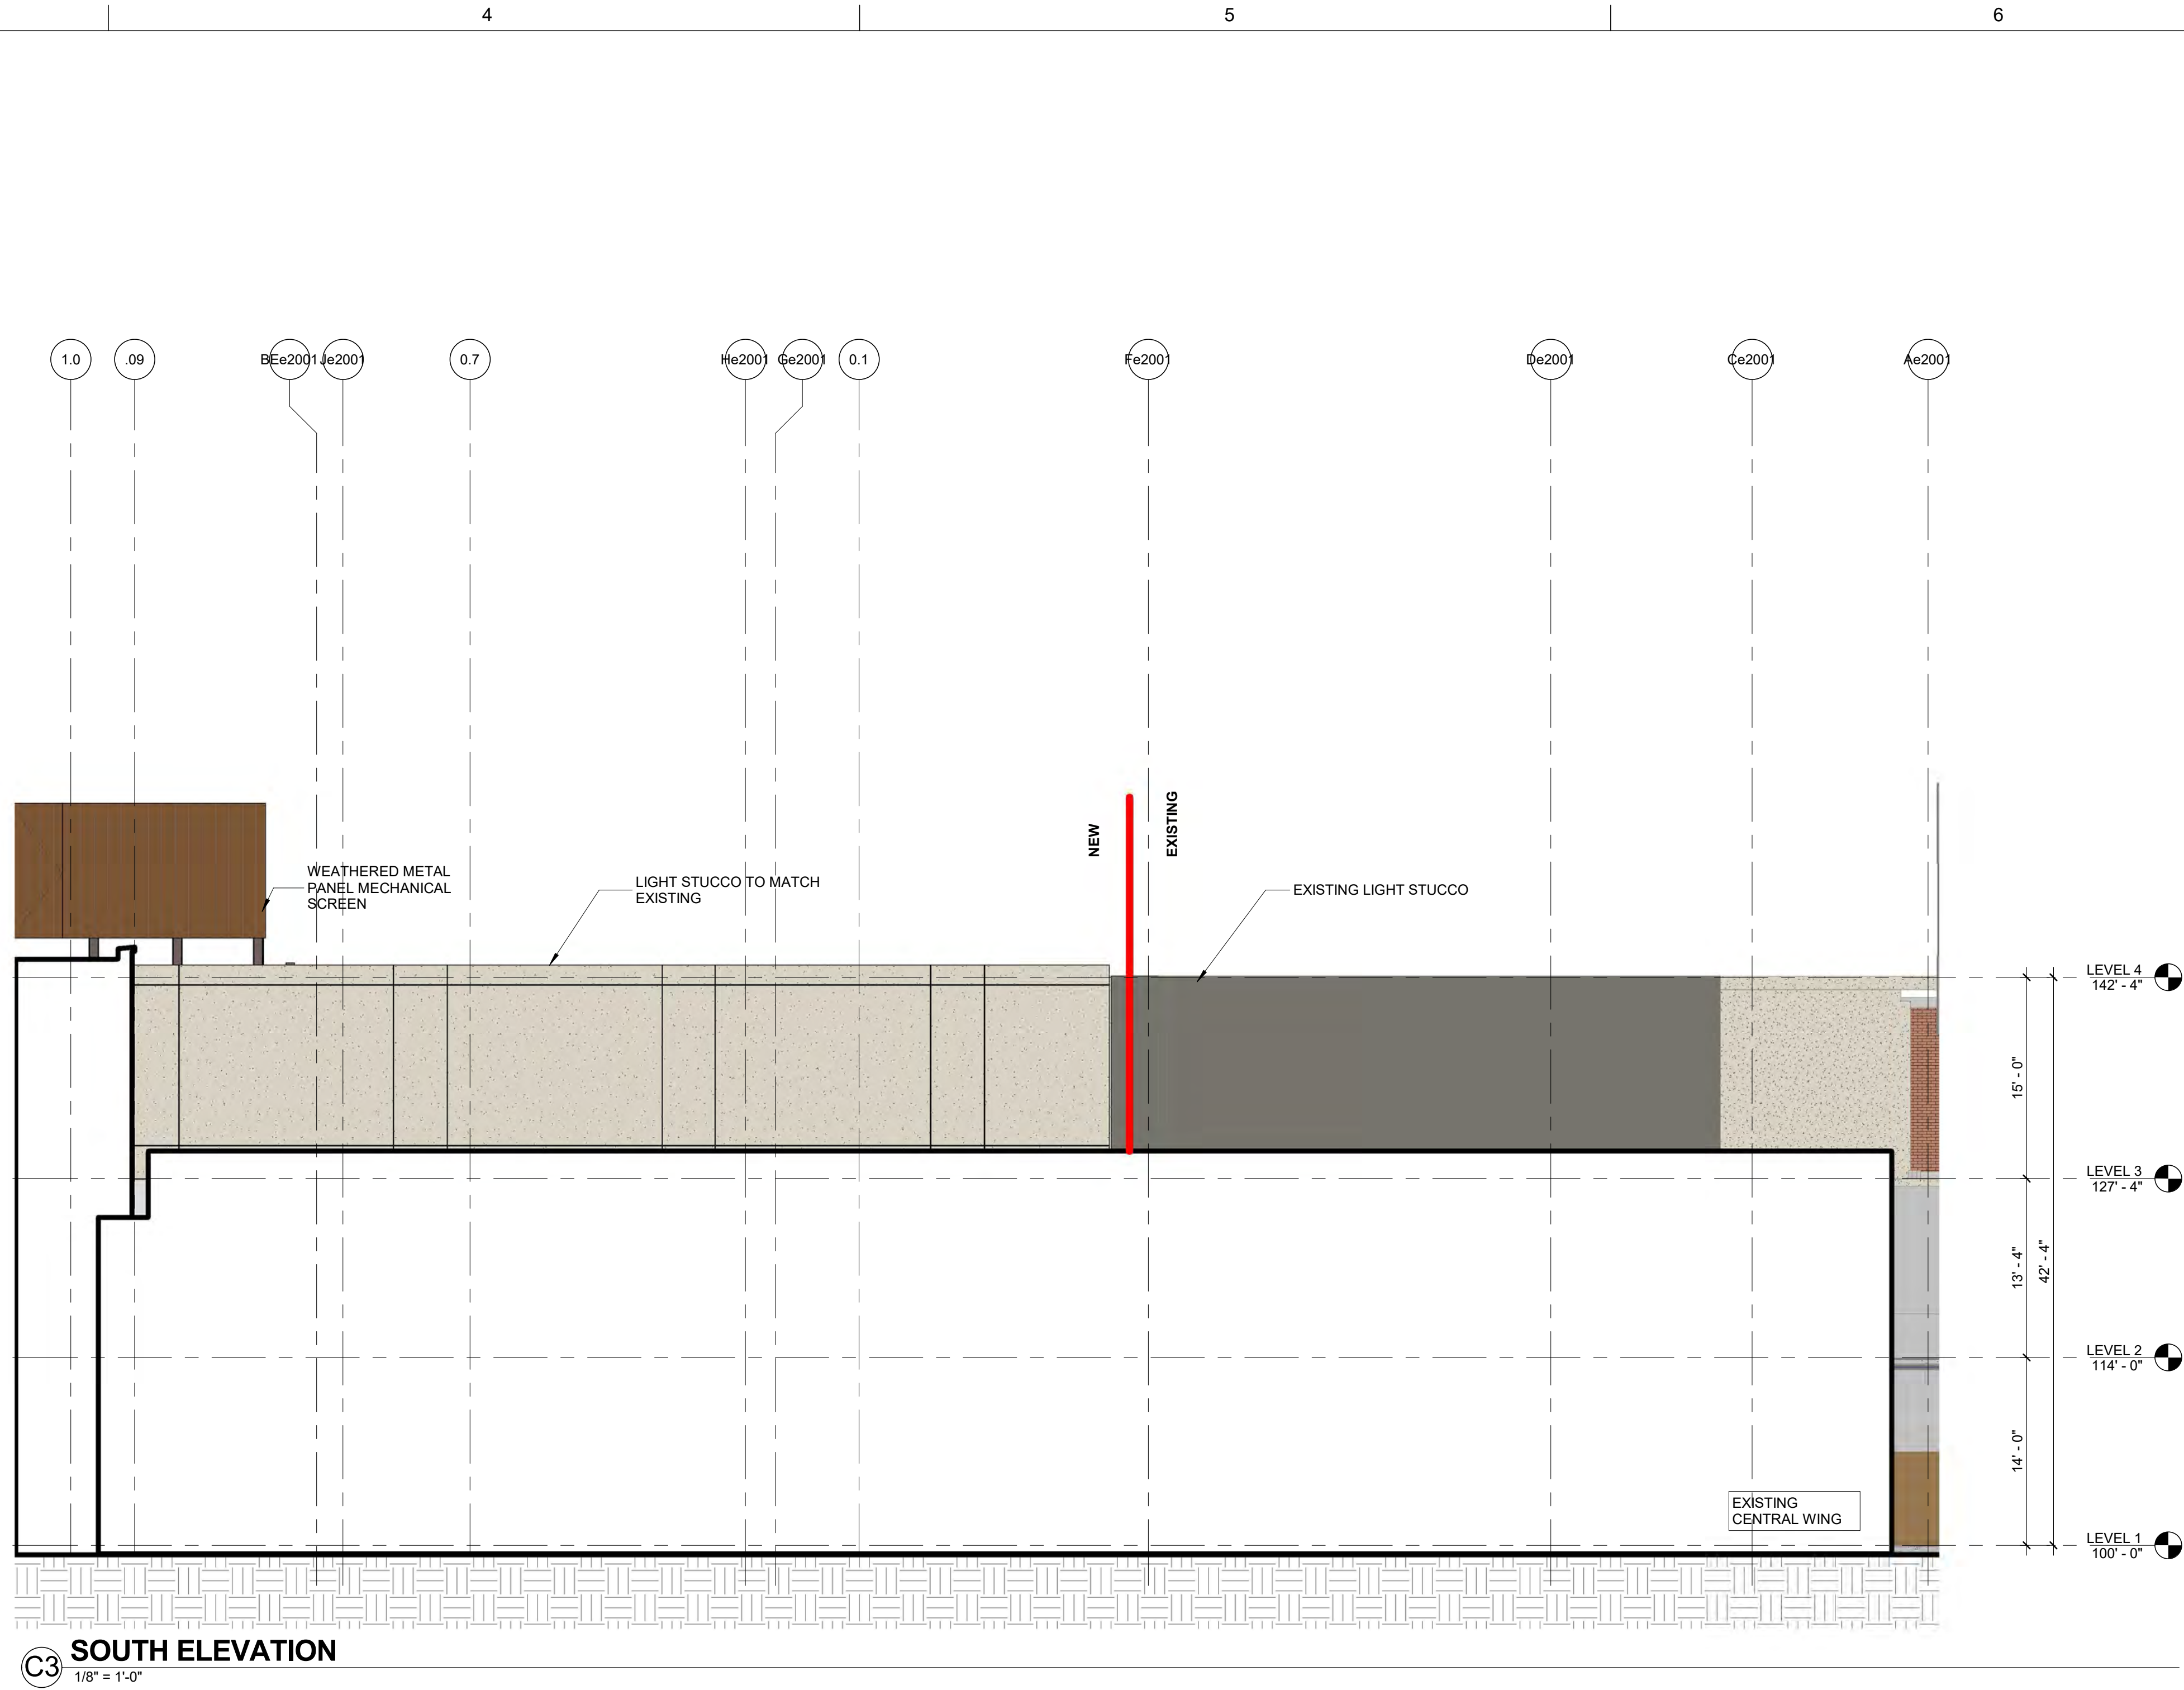 4 5 6
1.0 .09 BEe2001 Je2001 0.7 He2001 Ge2001 0.1 Fe2001 De2001 Ce2001 Ae2001
NEW
EXISTING
WEATHERED METAL
PANEL MECHANICAL
SCREEN
LIGHT STUCCO TO MATCH
EXISTING
EXISTING LIGHT STUCCO
LEVEL 4
142' - 4"
15' - 0"
LEVEL 3
127' - 4"
13' - 4"
42' - 4"
LEVEL 2
114' - 0"
14' - 0"
EXISTING
CENTRAL WING
LEVEL 1
100' - 0"
C3 SOUTH ELEVATION
1/8" = 1'-0"